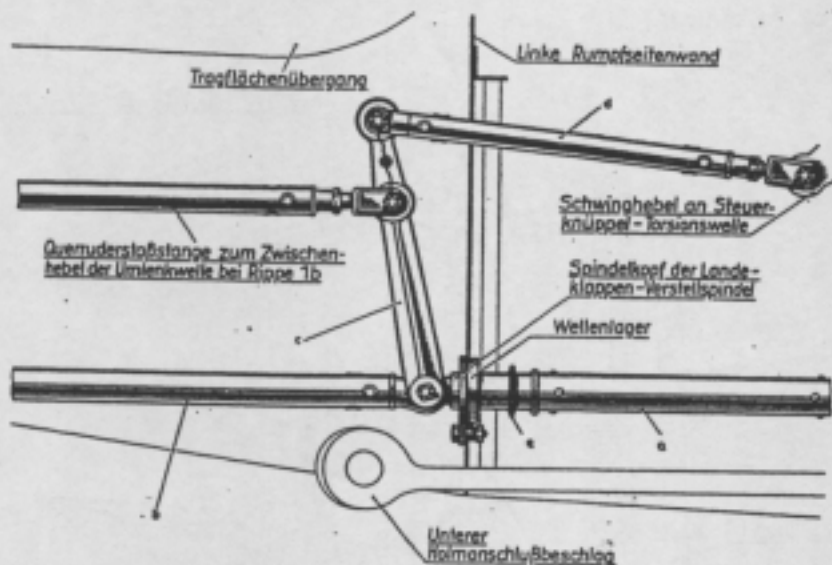 Linke Rumpfseitenwand
Tragflächenübergang
d
Schwinghebel an Steuer-
knüppel-Torsionswelle
Querruderstoßstange zum Zwischen-
hebel der Umlenkwelle bei Rippe 1b
Spindelkopf der Lande-
klappen-Verstellspindel
c
Wellenlager
e
a
b
Unterer
Holmanschlußbeschlag